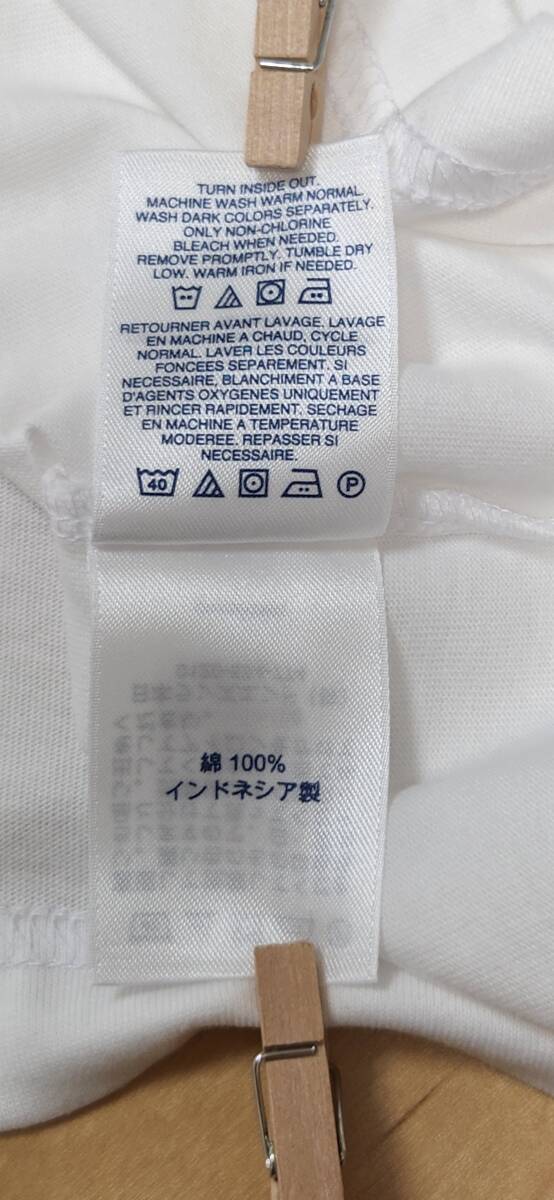 TURN INSIDE OUT.
MACHINE WASH WARM NORMAL.
WASH DARK COLORS SEPARATELY.
ONLY NON-CHLORINE
BLEACH WHEN NEEDED.
REMOVE PROMPTLY. TUMBLE DRY
LOW. WARM IRON IF NEEDED.
RETOURNER AVANT LAVAGE. LAVAGE
EN MACHINE A CHAUD, CYCLE
NORMAL. LAVER LES COULEURS
FONCEES SEPAREMENT. SI
NECESSAIRE, BLANCHIMENT A BASE
D'AGENTS OXYGENES UNIQUEMENT
ET RINCER RAPIDEMENT. SECHAGE
EN MACHINE A TEMPERATURE
MODEREE. REPASSER SI
NECESSAIRE.
40 P
綿 100%
インドネシア製